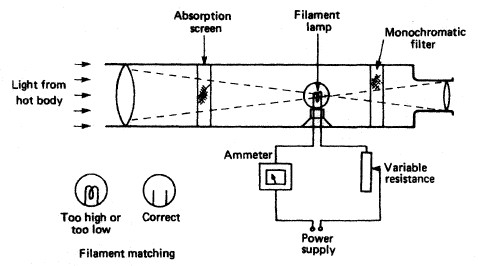 Absorption
screen
Filament
lamp
Monochromatic
filter
Light from
hot body
Ammeter
Variable
resistance
Too high or
too low
Correct
Power
supply
Filament matching